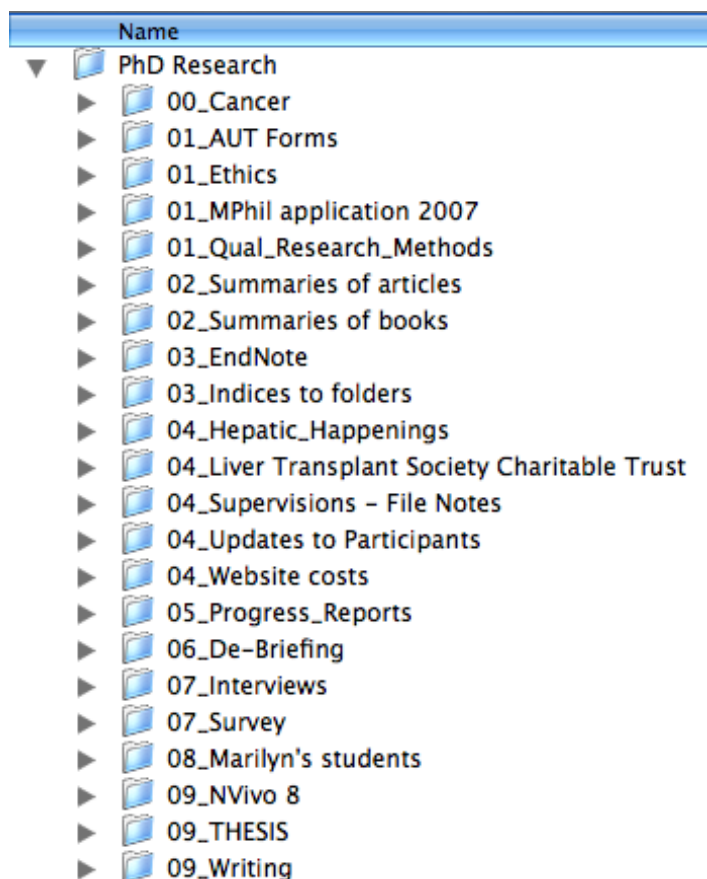 Name
PhD Research
00_Cancer
01_AUT Forms
01_Ethics
01_MPhil application 2007
01_Qual_Research_Methods
02_Summaries of articles
02_Summaries of books
03_EndNote
03_Indices to folders
04_Hepatic_Happenings
04_Liver Transplant Society Charitable Trust
04_Supervisions – File Notes
04_Updates to Participants
04_Website costs
05_Progress_Reports
06_De-Briefing
07_Interviews
07_Survey
08_Marilyn's students
09_NVivo 8
09_THESIS
09_Writing